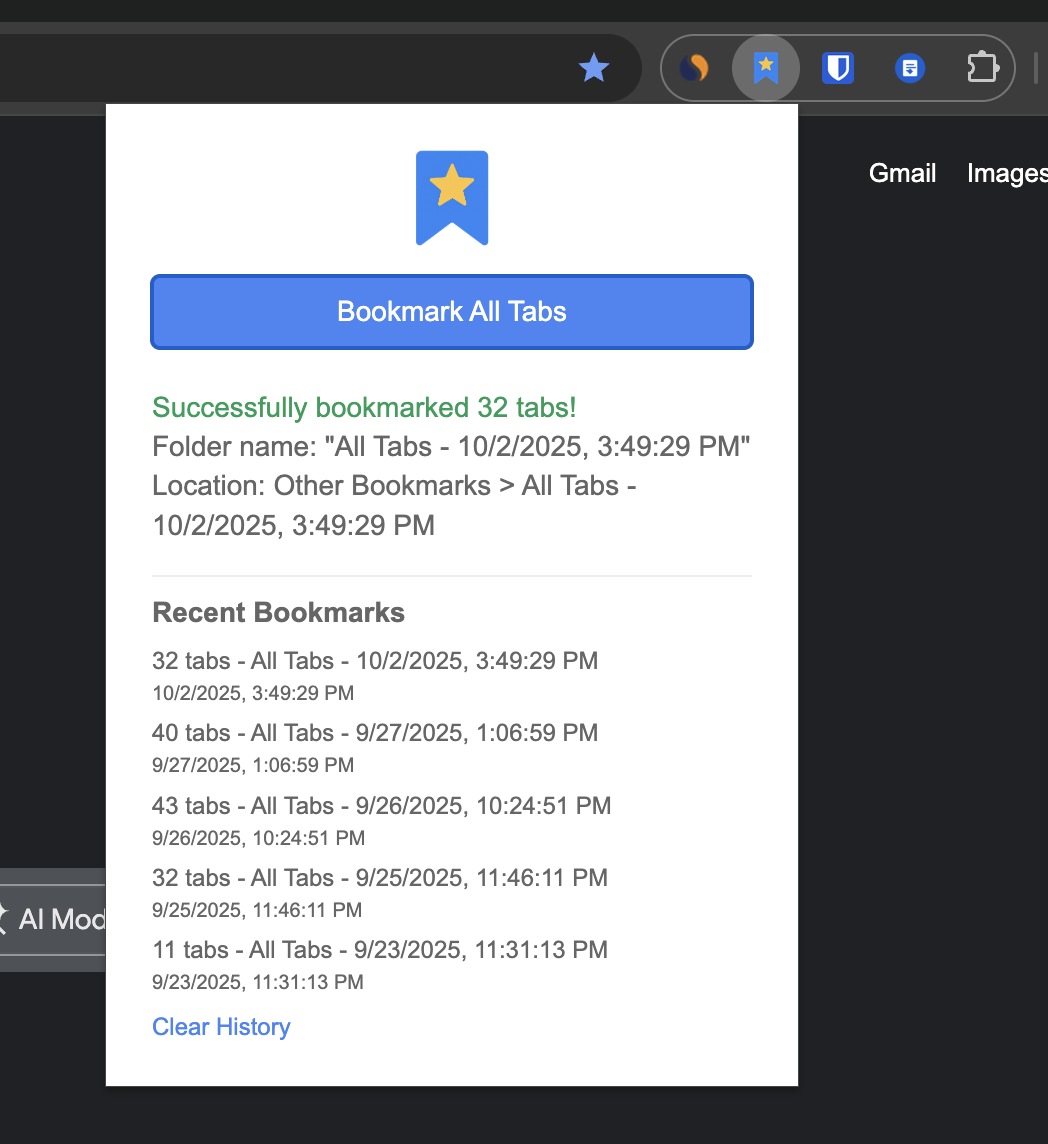 Gmail Images
Bookmark All Tabs
Successfully bookmarked 32 tabs!
Folder name: "All Tabs - 10/2/2025, 3:49:29 PM"
Location: Other Bookmarks > All Tabs -
10/2/2025, 3:49:29 PM
Recent Bookmarks
32 tabs - All Tabs - 10/2/2025, 3:49:29 PM
10/2/2025, 3:49:29 PM
40 tabs - All Tabs - 9/27/2025, 1:06:59 PM
9/27/2025, 1:06:59 PM
43 tabs - All Tabs - 9/26/2025, 10:24:51 PM
9/26/2025, 10:24:51 PM
32 tabs - All Tabs - 9/25/2025, 11:46:11 PM
9/25/2025, 11:46:11 PM
AI Mod
11 tabs - All Tabs - 9/23/2025, 11:31:13 PM
9/23/2025, 11:31:13 PM
Clear History